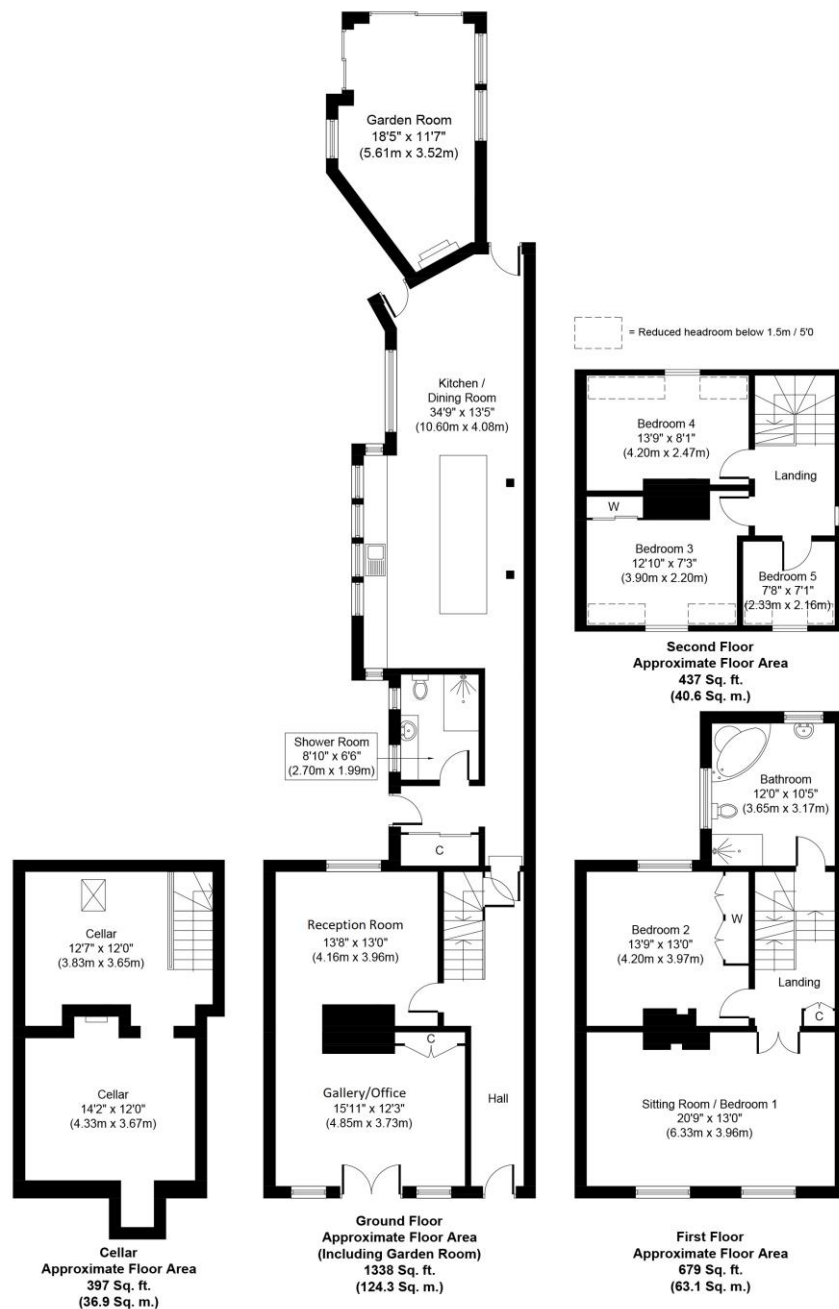 Garden Room
18'5" x 11'7"
(5.61m x 3.52m)
Kitchen /
Dining Room
34'9" x 13'5"
(10.60m x 4.08m)
Shower Room
8'10" x 6'6"
(2.70m x 1.99m)
C
Reception Room
13'8" x 13'0"
(4.16m x 3.96m)
C
Gallery/Office
15'11" x 12'3"
(4.85m x 3.73m)
Hall
Ground Floor
Approximate Floor Area
(Including Garden Room)
1338 Sq. ft.
(124.3 Sq. m.)
Cellar
12'7" x 12'0"
(3.83m x 3.65m)
Cellar
14'2" x 12'0"
(4.33m x 3.67m)
Cellar
Approximate Floor Area
397 Sq. ft.
(36.9 Sq. m.)
= Reduced headroom below 1.5m / 5'0
Bedroom 4
13'9" x 8'1"
(4.20m x 2.47m)
Landing
W
Bedroom 3
12'10" x 7'3"
(3.90m x 2.20m)
Bedroom 5
7'8" x 7'1"
(2.33m x 2.16m)
Second Floor
Approximate Floor Area
437 Sq. ft.
(40.6 Sq. m.)
Bathroom
12'0" x 10'5"
(3.65m x 3.17m)
Bedroom 2
13'9" x 13'0"
(4.20m x 3.97m)
W
Landing
C
Sitting Room / Bedroom 1
20'9" x 13'0"
(6.33m x 3.96m)
First Floor
Approximate Floor Area
679 Sq. ft.
(63.1 Sq. m.)